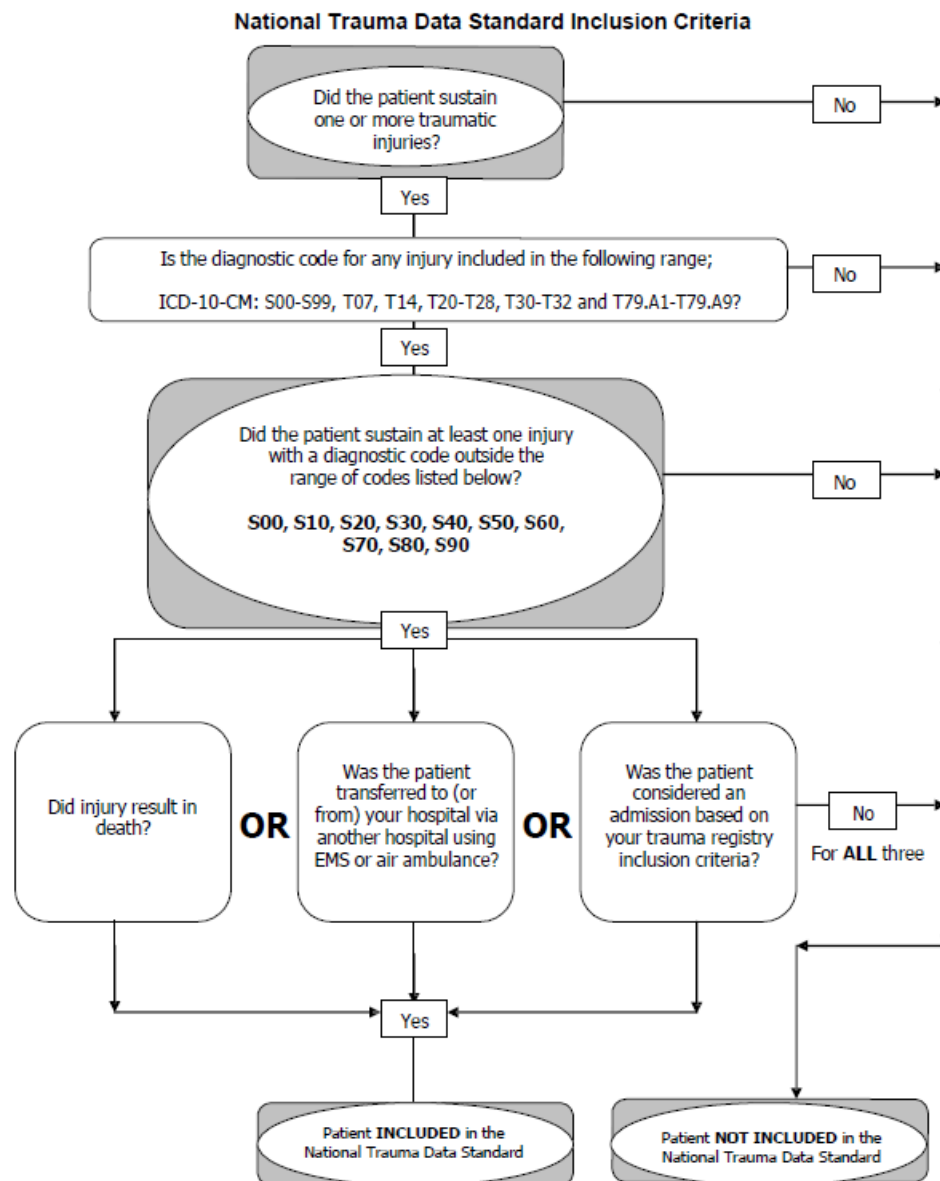 National Trauma Data Standard Inclusion Criteria
Did the patient sustain
one or more traumatic
injuries?
No
Yes
Is the diagnostic code for any injury included in the following range;
ICD-10-CM: S00-S99, T07, T14, T20-T28, T30-T32 and T79.A1-T79.A9?
No
Yes
Did the patient sustain at least one injury
with a diagnostic code outside the
range of codes listed below?
S00, S10, S20, S30, S40, S50, S60,
S70, S80, S90
No
Yes
Did injury result in
death?
OR
Was the patient
transferred to (or
from) your hospital via
another hospital using
EMS or air ambulance?
OR
Was the patient
considered an
admission based on
your trauma registry
inclusion criteria?
No
For ALL three
Yes
Patient INCLUDED in the
National Trauma Data Standard
Patient NOT INCLUDED in the
National Trauma Data Standard